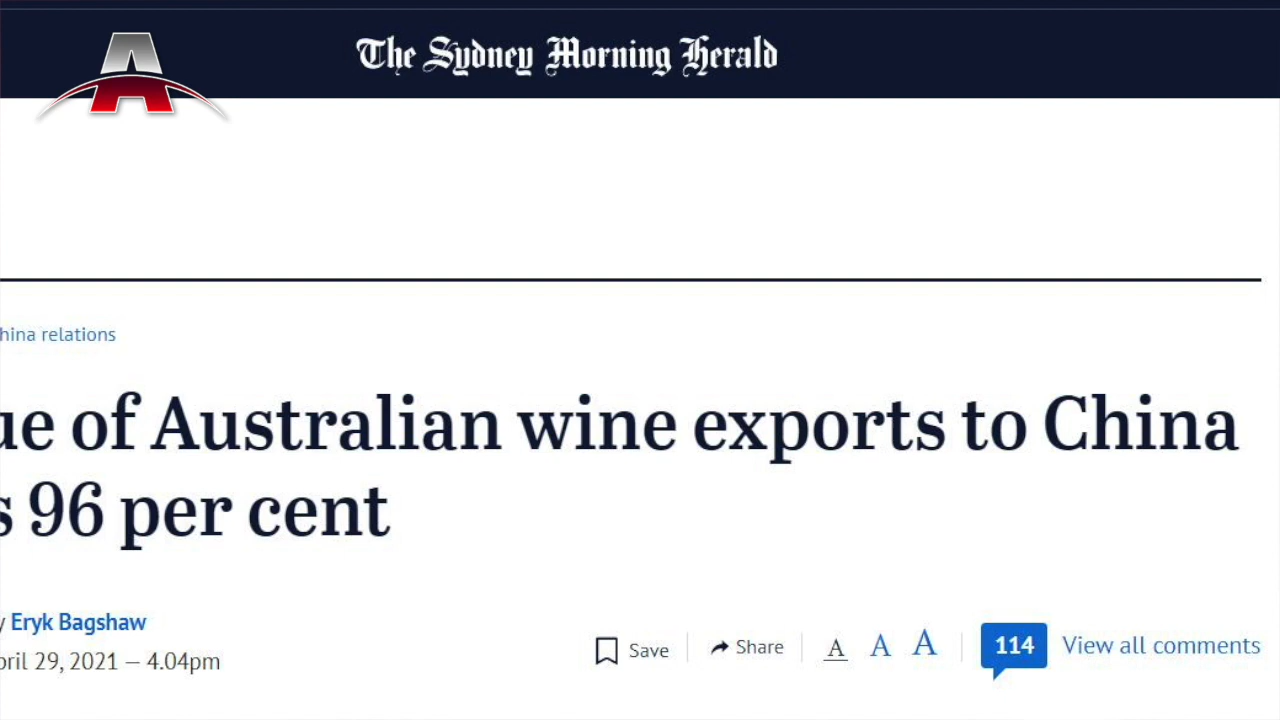 The Sydney Morning Herald
hina relations
ue of Australian wine exports to China
s 96 per cent
y Eryk Bagshaw
pril 29, 2021 — 4.04pm
Save
Share
A A A
114
View all comments